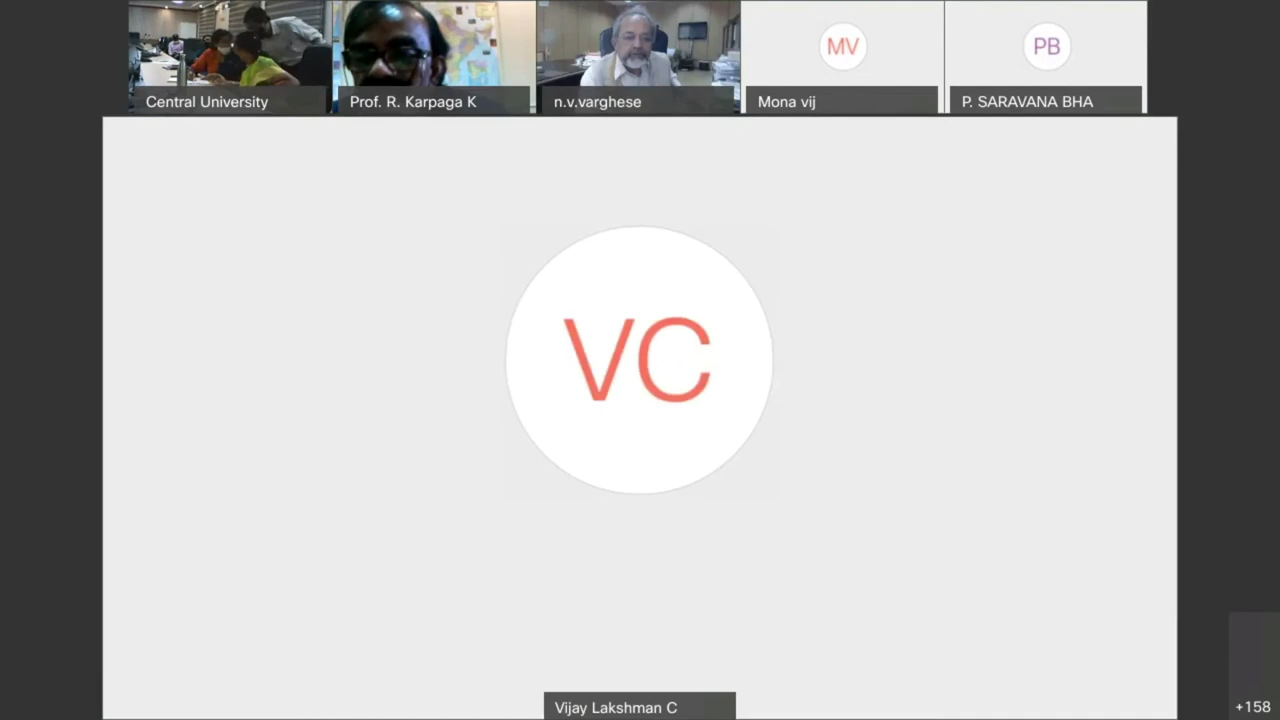 MV
PB
Central University
Prof. R. Karpaga K
n.v.varghese
Mona vij
P. SARAVANA BHA
VC
Vijay Lakshman C
+158